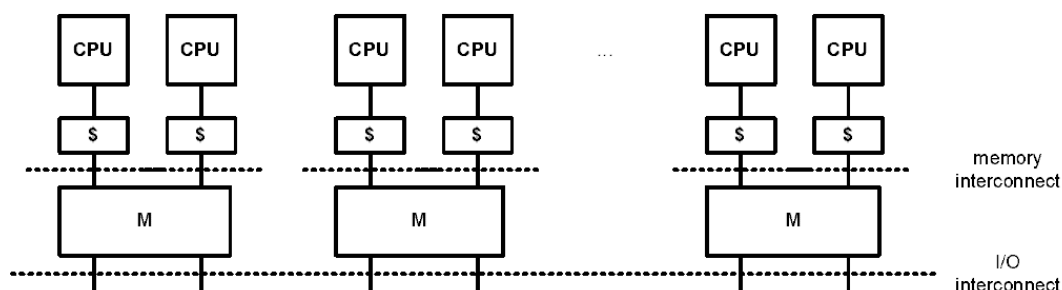 CPU CPU CPU CPU ... CPU CPU
$ $ $ $ $ $
memory
interconnect
M M M
I/O
interconnect